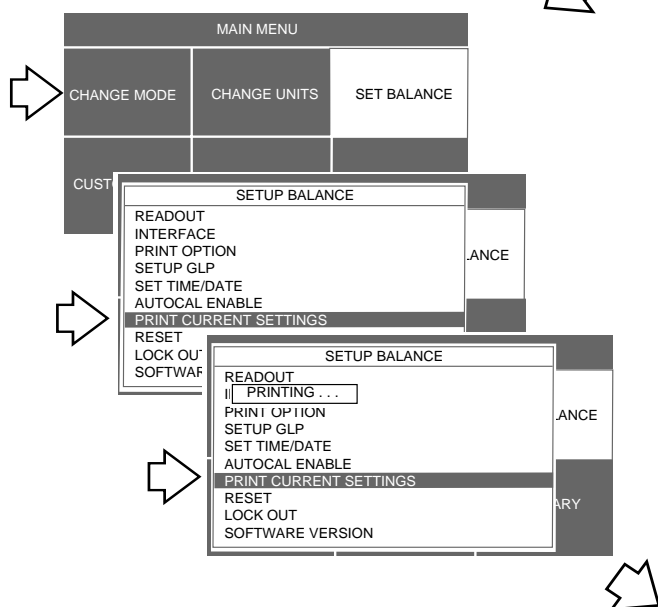 MAIN MENU
CHANGE MODE CHANGE UNITS SET BALANCE
SETUP BALANCE
READOUT
INTERFACE
PRINT OPTION
SETUP GLP
SET TIME/DATE
AUTOCAL ENABLE
PRINT CURRENT SETTINGS
RESET
SETUP BALANCE
READOUT
PRINTING . . .
PRINT OPTION
SETUP GLP
SET TIME/DATE
AUTOCAL ENABLE
PRINT CURRENT SETTINGS
RESET
LOCK OUT
SOFTWARE VERSION